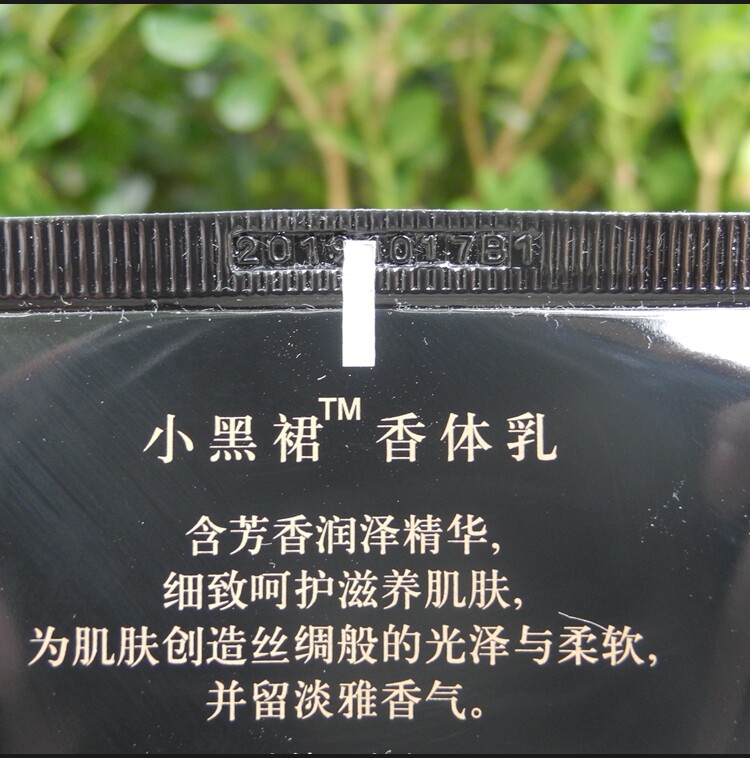 小黑裙™香体乳
含芳香润泽精华,
细致呵护滋养肌肤,
为肌肤创造丝绸般的光泽与柔软,
并留淡雅香气。